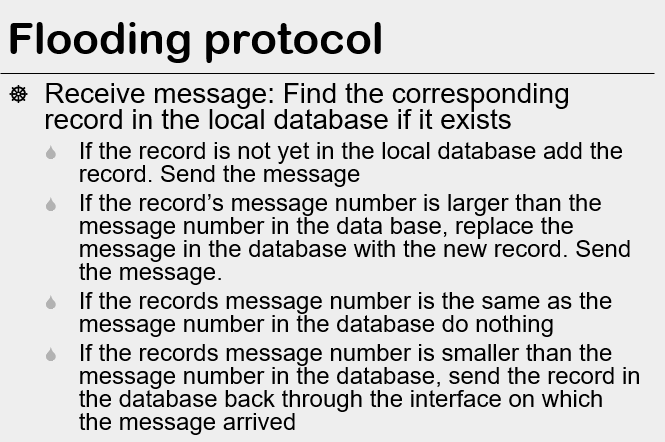 Flooding protocol
Receive message: Find the corresponding
record in the local database if it exists
If the record is not yet in the local database add the
record. Send the message
If the record's message number is larger than the
message number in the data base, replace the
message in the database with the new record. Send
the message.
If the records message number is the same as the
message number in the database do nothing
If the records message number is smaller than the
message number in the database, send the record in
the database back through the interface on which
the message arrived